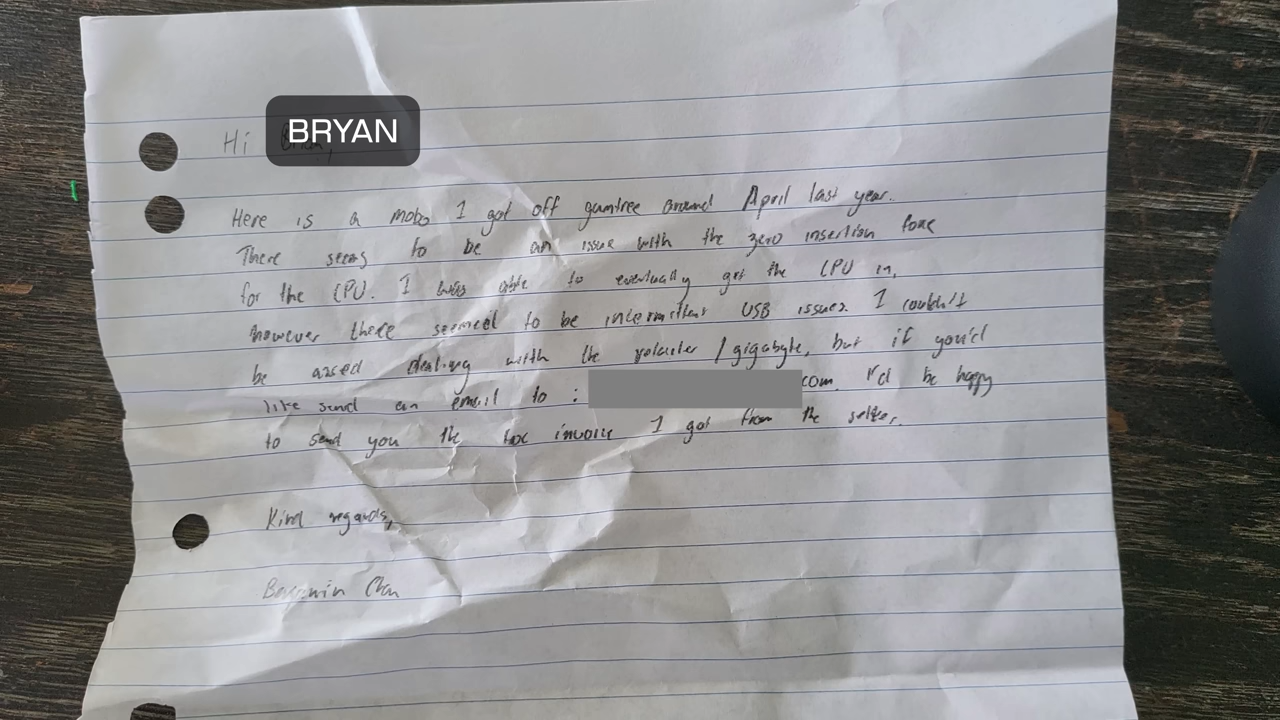 Hi BRYAN
Here is a mobo I got off gumtree around April last year.
There seems to be an issue with the zero insertion force
for the CPU. I was able to eventually get the CPU in,
however there seemed to be intermittent USB issues. I couldn't
be arsed dealing with the retailer / gigabyte, but if you'd
like send an email to : com. I'd be happy
to send you the tax invoice I got from the seller.
Kind regards,
Chan